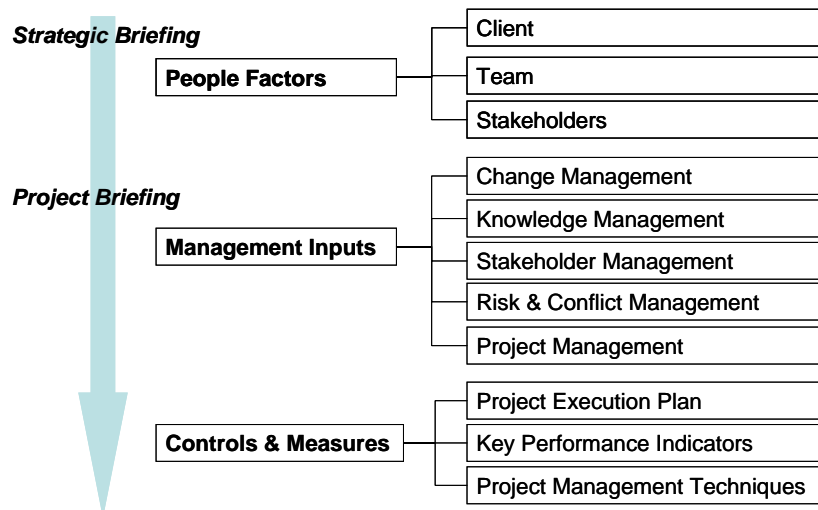 Strategic Briefing
Client
People Factors
Team
Stakeholders
Project Briefing
Change Management
Knowledge Management
Management Inputs
Stakeholder Management
Risk & Conflict Management
Project Management
Project Execution Plan
Controls & Measures
Key Performance Indicators
Project Management Techniques